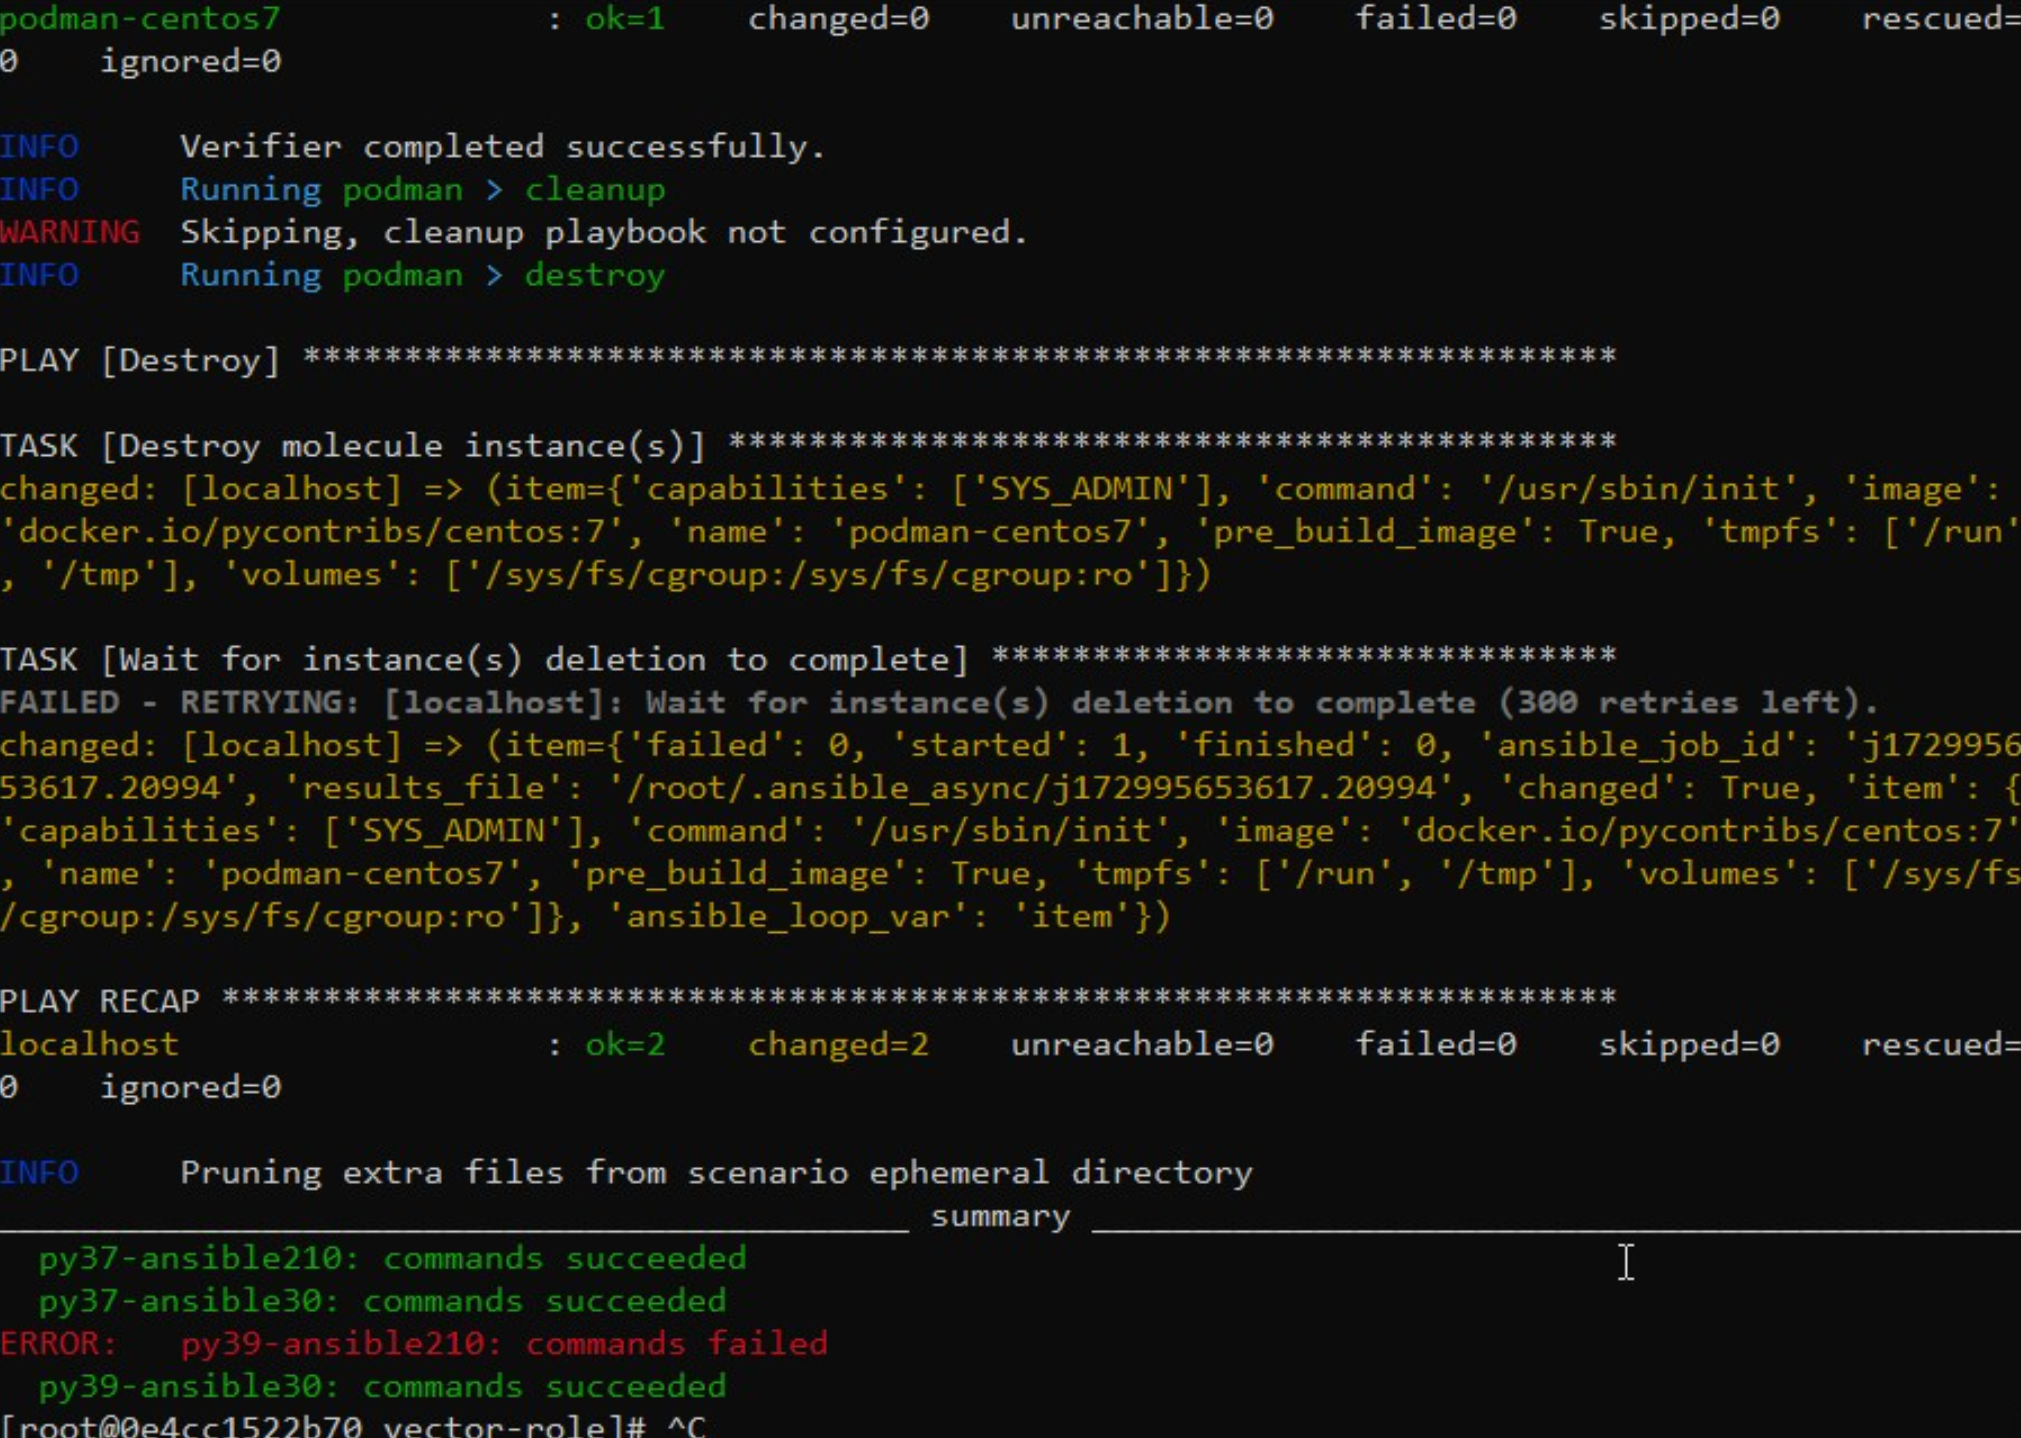 podman-centos7             : ok=1    changed=0    unreachable=0    failed=0    skipped=0    rescued=
0    ignored=0
INFO     Verifier completed successfully.
INFO     Running podman > cleanup
WARNING  Skipping, cleanup playbook not configured.
INFO     Running podman > destroy
PLAY [Destroy] *****************************************************************
TASK [Destroy molecule instance(s)] ********************************************
changed: [localhost] => (item={'capabilities': ['SYS_ADMIN'], 'command': '/usr/sbin/init', 'image':
'docker.io/pycontribs/centos:7', 'name': 'podman-centos7', 'pre_build_image': True, 'tmpfs': ['/run'
, '/tmp'], 'volumes': ['/sys/fs/cgroup:/sys/fs/cgroup:ro']})
TASK [Wait for instance(s) deletion to complete] *******************************
FAILED - RETRYING: [localhost]: Wait for instance(s) deletion to complete (300 retries left).
changed: [localhost] => (item={'failed': 0, 'started': 1, 'finished': 0, 'ansible_job_id': 'j1729956
53617.20994', 'results_file': '/root/.ansible_async/j172995653617.20994', 'changed': True, 'item': {
'capabilities': ['SYS_ADMIN'], 'command': '/usr/sbin/init', 'image': 'docker.io/pycontribs/centos:7'
, 'name': 'podman-centos7', 'pre_build_image': True, 'tmpfs': ['/run', '/tmp'], 'volumes': ['/sys/fs
/cgroup:/sys/fs/cgroup:ro']}, 'ansible_loop_var': 'item'})
PLAY RECAP *********************************************************************
localhost                  : ok=2    changed=2    unreachable=0    failed=0    skipped=0    rescued=
0    ignored=0
INFO     Pruning extra files from scenario ephemeral directory
_____________________________________________ summary ______________________________________________
  py37-ansible210: commands succeeded
  py37-ansible30: commands succeeded
ERROR:   py39-ansible210: commands failed
  py39-ansible30: commands succeeded
[root@0e4cc1522b70 vector-role]# ^C